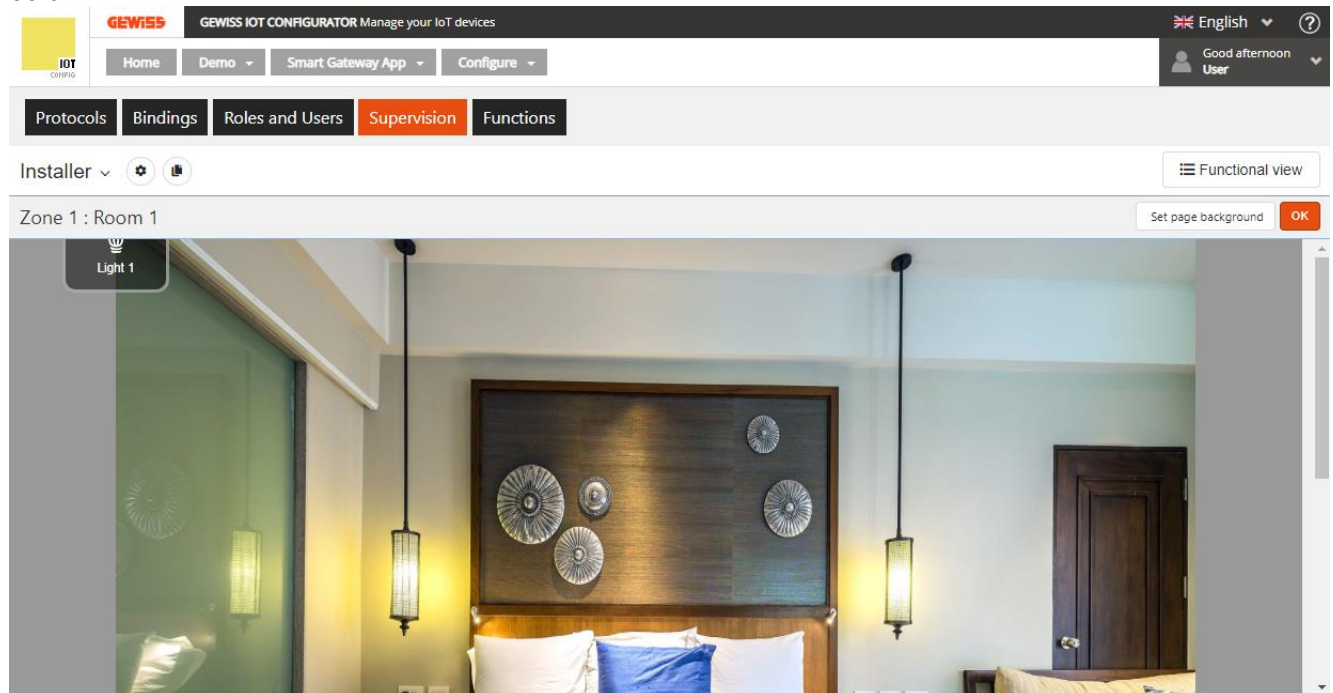 GEWISS GEWISS IOT CONFIGURATOR Manage your IoT devices English ?
IOT
CONFIG
Home Demo Smart Gateway App Configure
Good afternoon
User
Protocols Bindings Roles and Users Supervision Functions
Installer Functional view
Zone 1 : Room 1 Set page background OK
Light 1